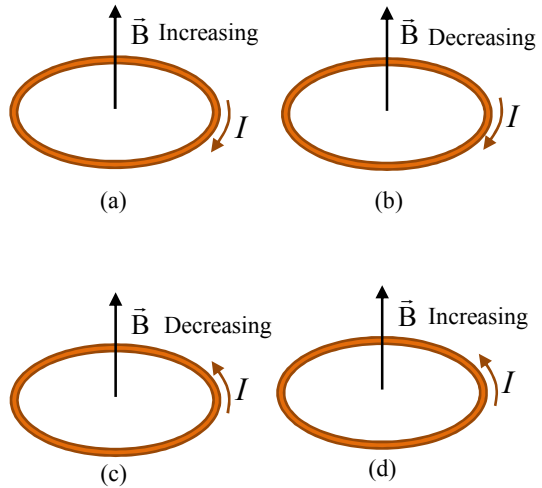 B⃗ Increasing
I
(a)
B⃗ Decreasing
I
(b)
B⃗ Decreasing
I
(c)
B⃗ Increasing
I
(d)